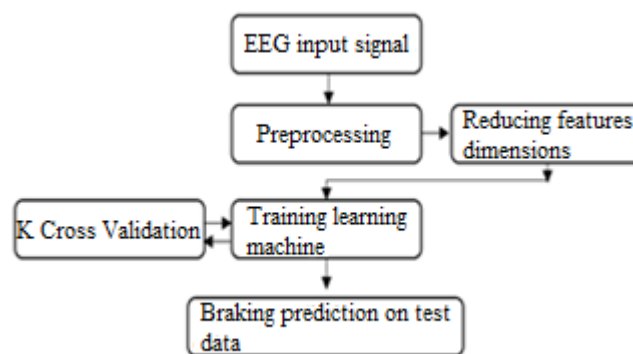 EEG input signal
Preprocessing
Reducing features
dimensions
K Cross Validation
Training learning
machine
Braking prediction on test
data